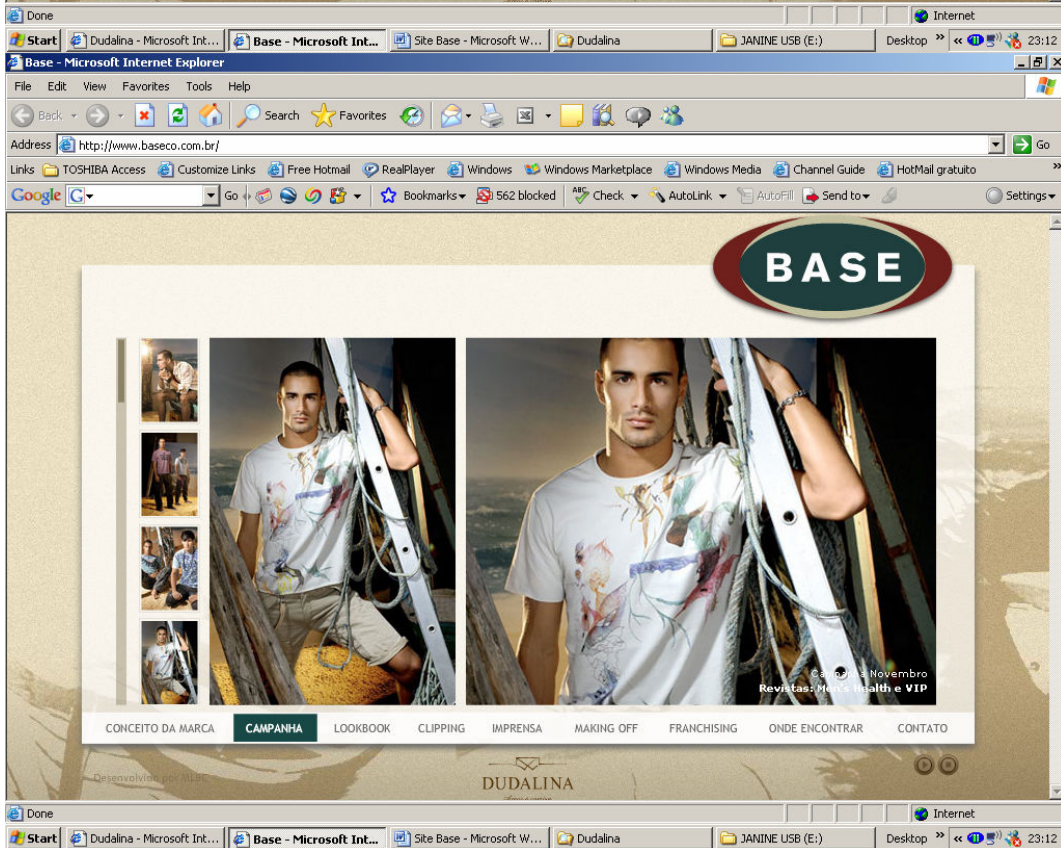 Done Internet
Start Dudalina - Microsoft Int... Base - Microsoft Int... Site Base - Microsoft W... Dudalina JANINE USB (E:) Desktop » « 23:12
Base - Microsoft Internet Explorer
File Edit View Favorites Tools Help
Back Search Favorites
Address http://www.baseco.com.br/ Go
Links TOSHIBA Access Customize Links Free Hotmail RealPlayer Windows Windows Marketplace Windows Media Channel Guide HotMail gratuito »
Google G Go Bookmarks 562 blocked ABC Check AutoLink AutoFill Send to Settings
BASE
Campanha Novembro
Revistas: Men's Health e VIP
CONCEITO DA MARCA CAMPANHA LOOKBOOK CLIPPING IMPRENSA MAKING OFF FRANCHISING ONDE ENCONTRAR CONTATO
Desenvolvido por
DUDALINA
Done Internet
Start Dudalina - Microsoft Int... Base - Microsoft Int... Site Base - Microsoft W... Dudalina JANINE USB (E:) Desktop » « 23:12